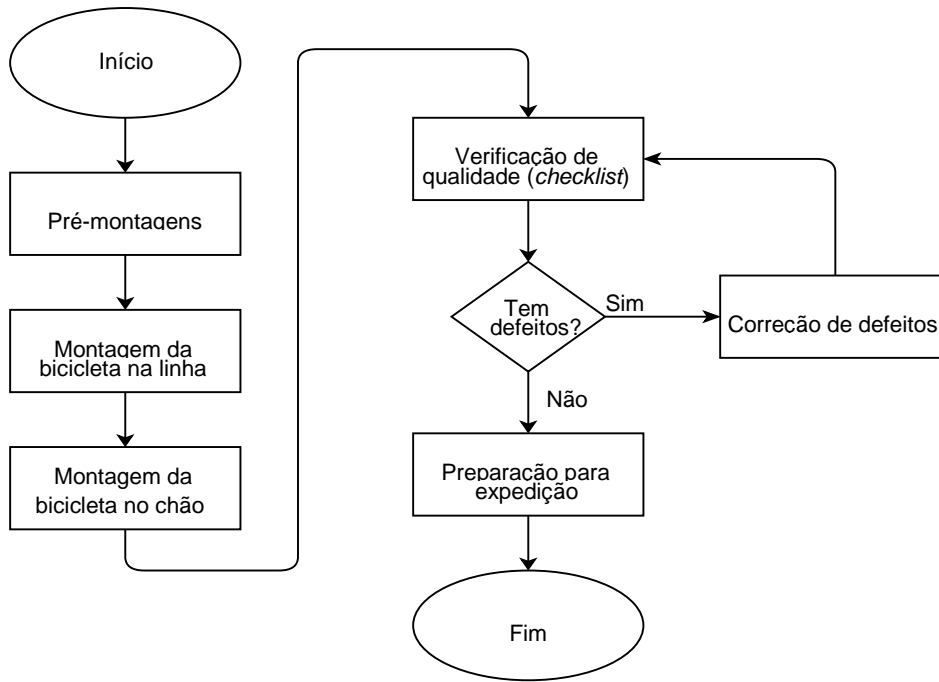 Início
Pré-montagens
Montagem da
bicicleta na linha
Montagem da
bicicleta no chão
Verificação de
qualidade (checklist)
Tem
defeitos?
Sim
Correção de defeitos
Não
Preparação para
expedição
Fim